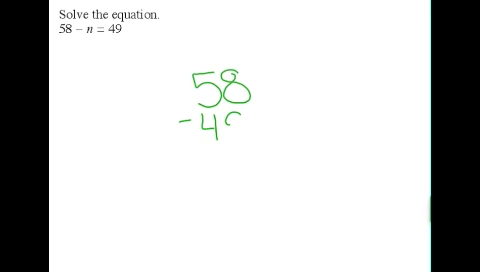 Solve the equation.
58 – n = 49
58
- 4